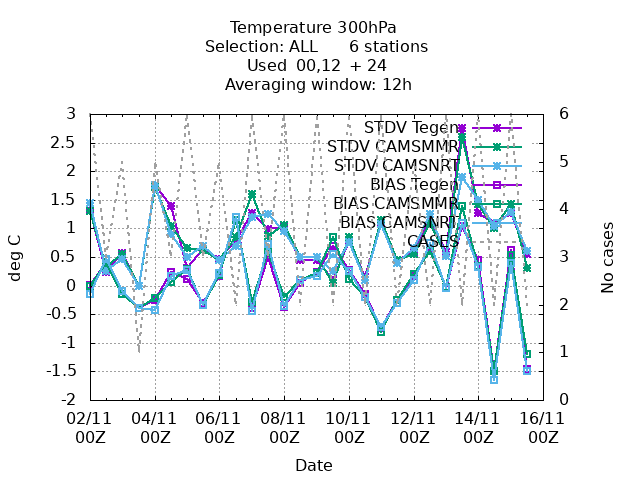 Temperature 300hPa
Selection: ALL 6 stations
Used 00,12 + 24
Averaging window: 12h
3
2.5
2
1.5
1
0.5
0
-0.5
-1
-1.5
-2
deg C
6
5
4
3
2
1
0
No cases
STDV Tegen
STDV CAMSMMR
STDV CAMSNRT
BIAS Tegen
BIAS CAMSMMR
BIAS CAMSNRT
CASES
02/11 04/11 06/11 08/11 10/11 12/11 14/11 16/11
00Z 00Z 00Z 00Z 00Z 00Z 00Z 00Z
Date